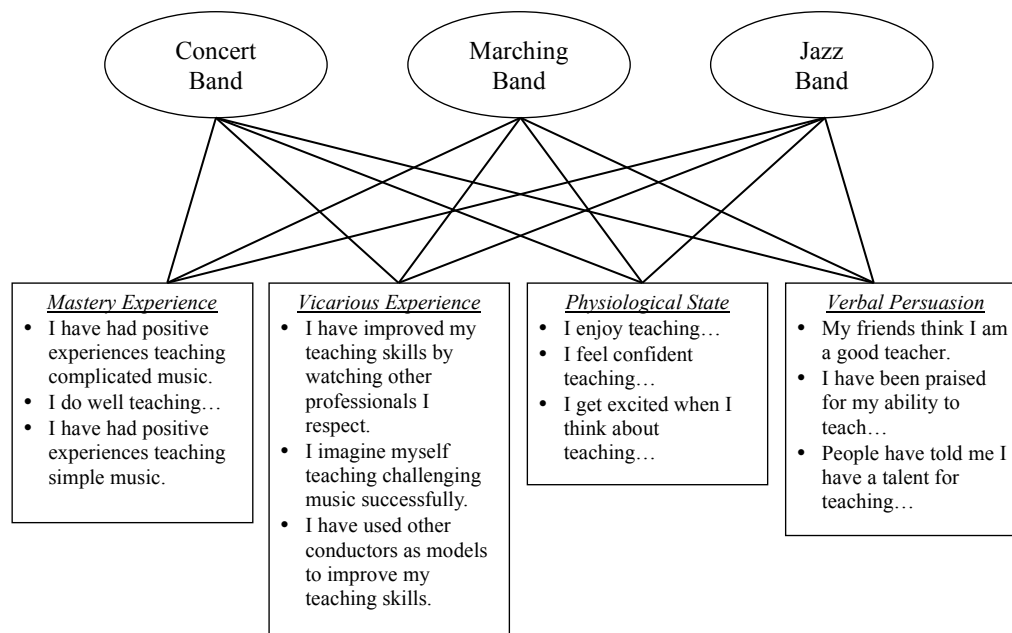 Concert
Band
Marching
Band
Jazz
Band
Mastery Experience
• I have had positive
experiences teaching
complicated music.
• I do well teaching…
• I have had positive
experiences teaching
simple music.
Vicarious Experience
• I have improved my
teaching skills by
watching other
professionals I
respect.
• I imagine myself
teaching challenging
music successfully.
• I have used other
conductors as models
to improve my
teaching skills.
Physiological State
• I enjoy teaching…
• I feel confident
teaching…
• I get excited when I
think about
teaching…
Verbal Persuasion
• My friends think I am
a good teacher.
• I have been praised
for my ability to
teach…
• People have told me I
have a talent for
teaching…